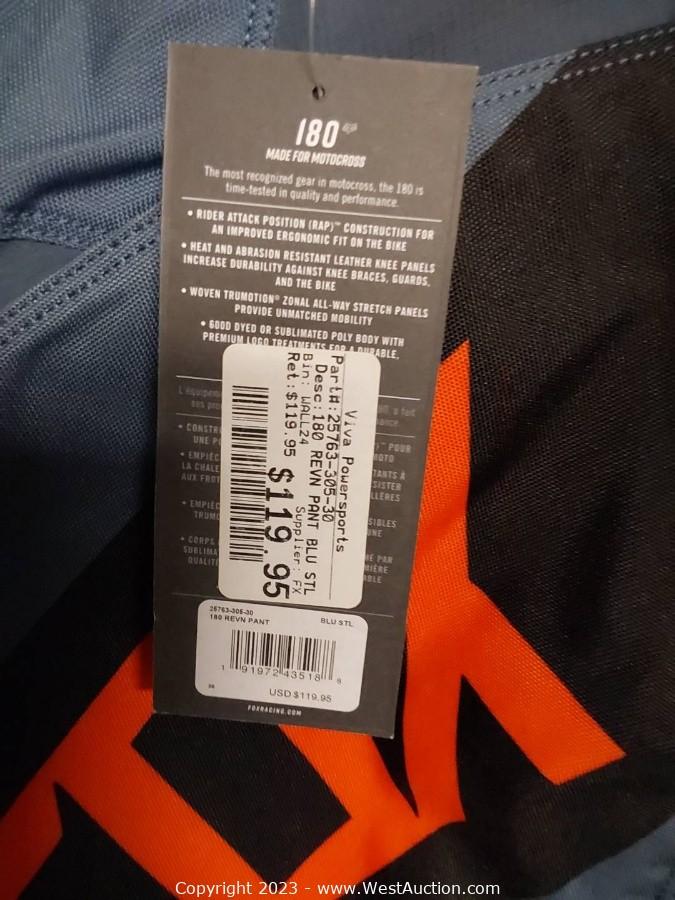 180
MADE FOR MOTOCROSS
The most recognized gear in motocross, the 180 is
time-tested in quality and performance.
• RIDER ATTACK POSITION (RAP)™ CONSTRUCTION FOR
AN IMPROVED ERGONOMIC FIT ON THE BIKE
• HEAT AND ABRASION RESISTANT LEATHER KNEE PANELS
INCREASE DURABILITY AGAINST KNEE BRACES, GUARDS,
AND THE BIKE
• WOVEN TRUMOTION® ZONAL ALL-WAY STRETCH PANELS
PROVIDE UNMATCHED MOBILITY
• 600D DYED OR SUBLIMATED POLY BODY WITH
PREMIUM LOGO TREATMENTS FOR A DURABLE,
Viva Powersports
Part#:25763-305-30
Desc:180 REVN PANT BLU STL
Bin: WALL24 Supplier: FX
Ret:$119.95 $119.95
25763-305-30
180 REVN PANT BLU STL
1 91972 43518 8
USD $119.95
FOXRACING.COM
Copyright 2023 - www.WestAuction.com